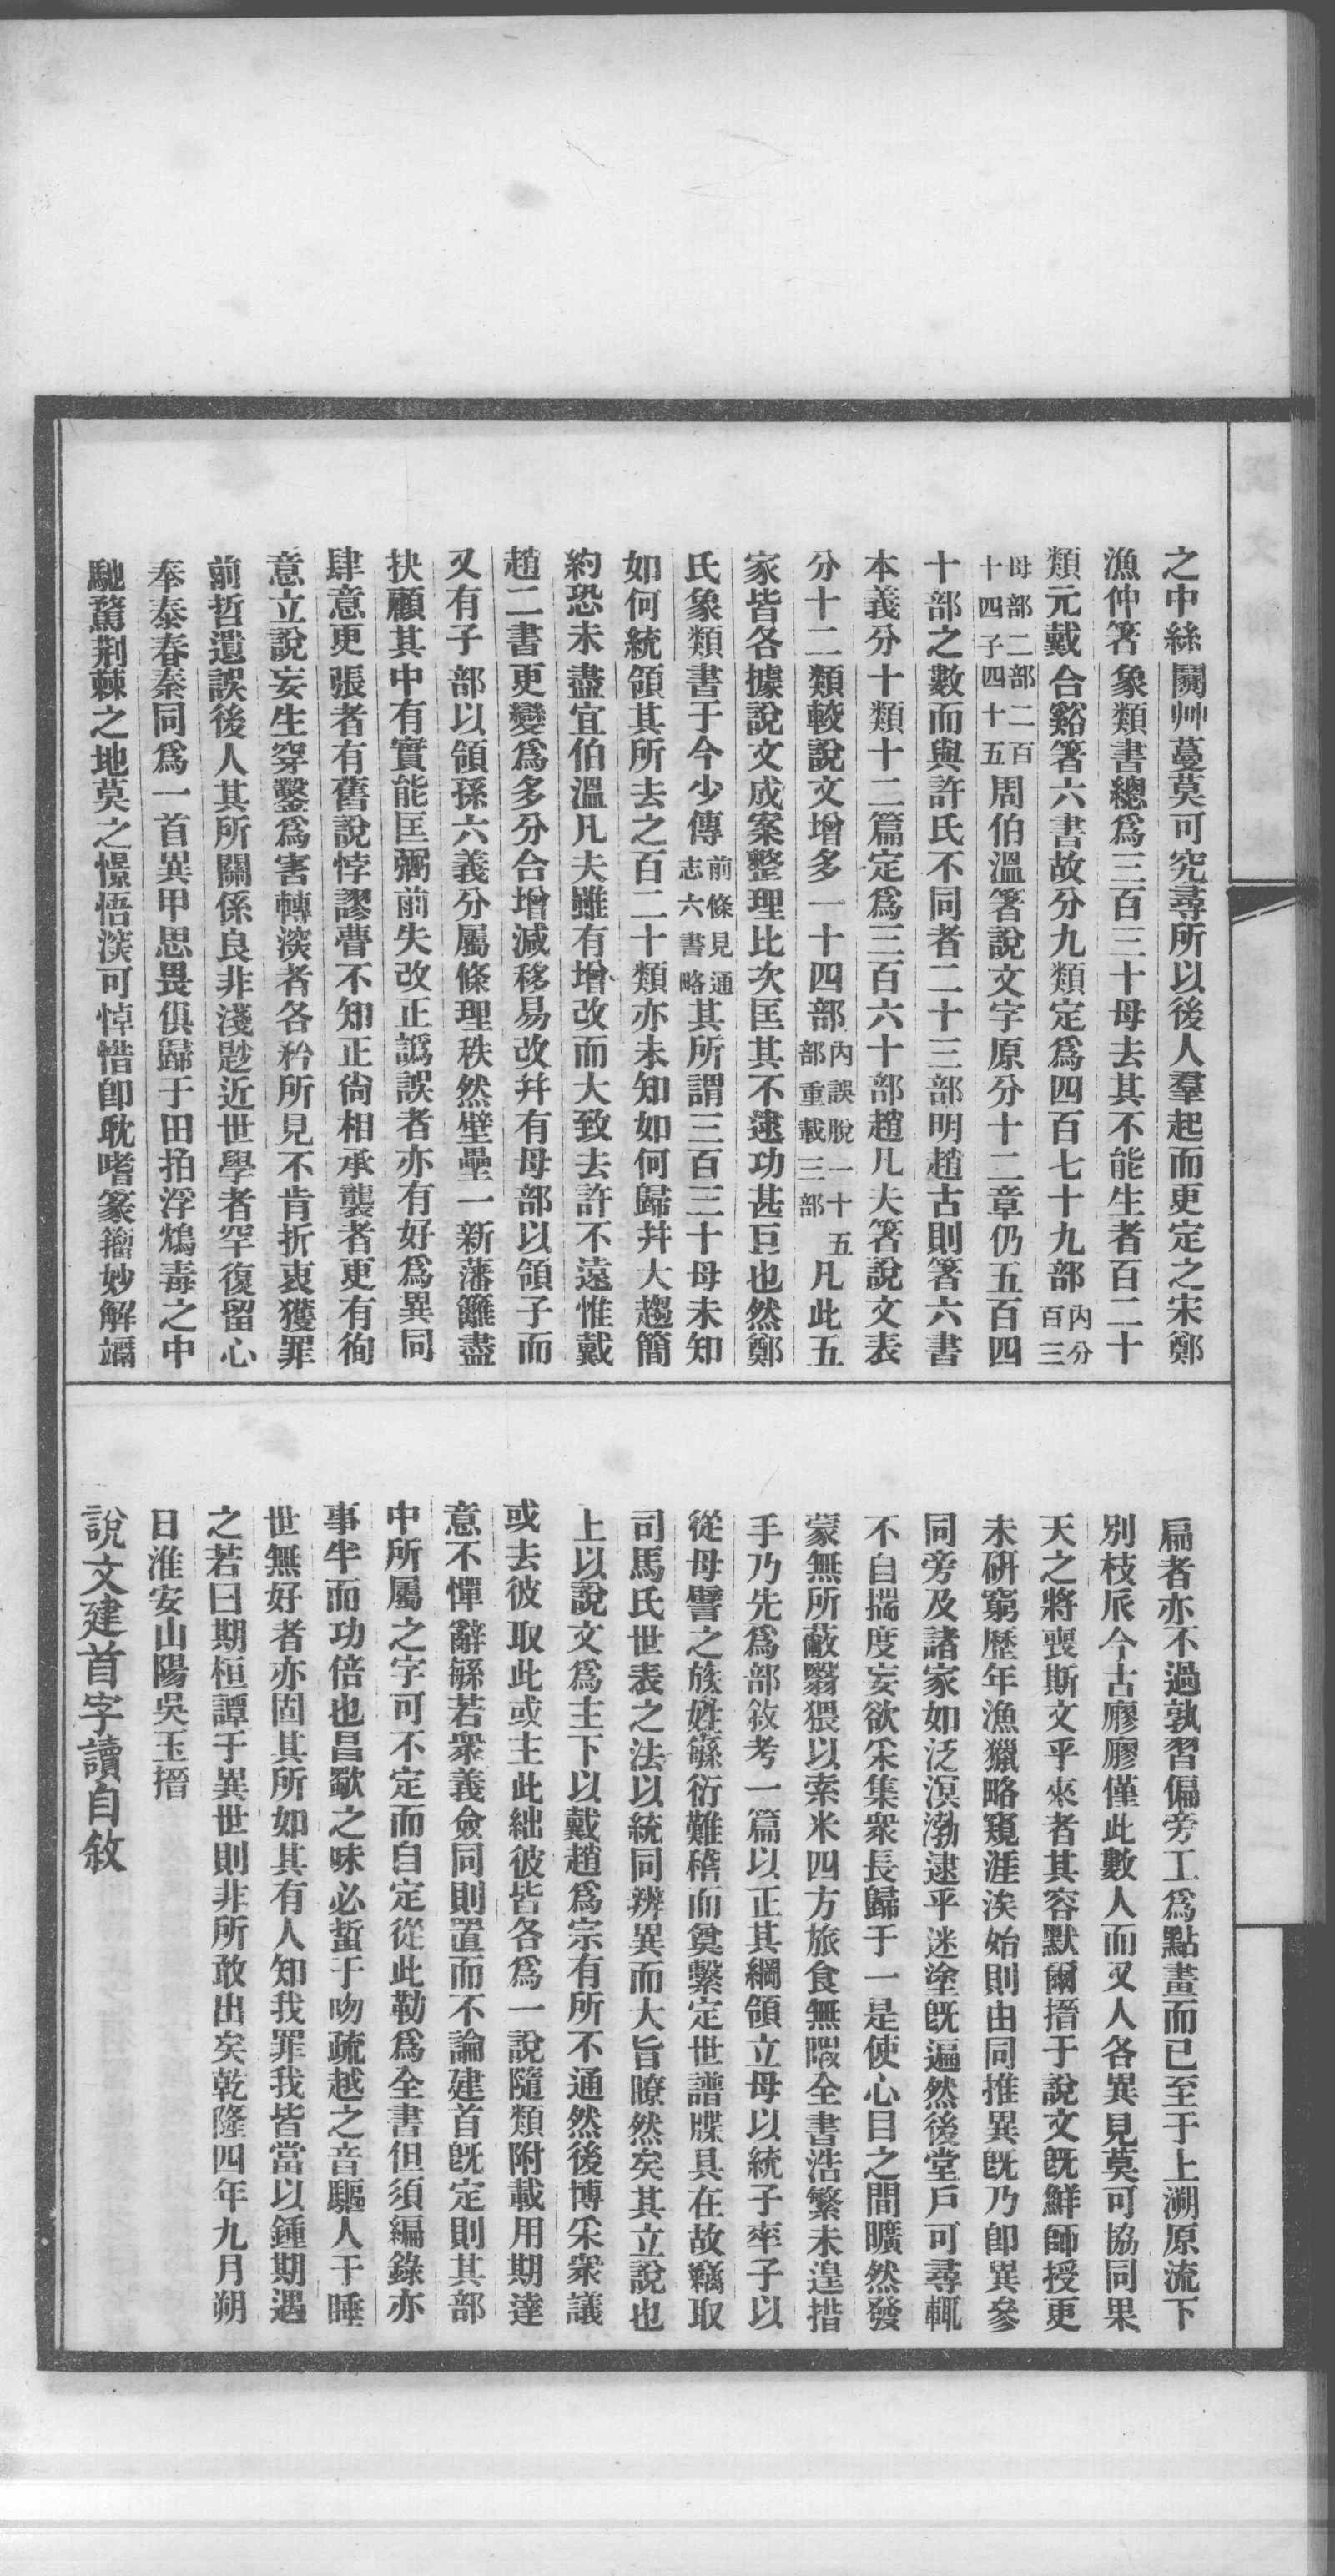 之中絲關艸蔓莫可究尋所以後人羣起而更定之宋鄭
漁仲箸象類書總爲三百三十母去其不能生者百二十
類元戴合谿箸六書故分九類定爲四百七十九部內分百三
母部二部二百十四子四十五周伯溫箸說文字原分十二章仍五百四
十部之數而與許氏不同者二十三部明趙古則箸六書
本義分十類十二篇定爲三百六十部趙凡夫箸說文表
分十二類較說文增多一十四部內誤脫一十五部重載三部凡此五
家皆各據說文成案整理比次匡其不逮功甚巨也然鄭
氏象類書于今少傳前條見通志六書略其所謂三百三十母未知
如何統領其所去之百二十類亦未知如何歸幷大趨簡
約恐未盡宜伯溫凡夫雖有增改而大致去許不遠惟戴
趙二書更變爲多分合增減移易改幷有母部以領子而
又有子部以領孫六義分屬條理秩然壁壘一新藩籬盡
抉顧其中有實能匡弼前失改正譌誤者亦有好爲異同
肆意更張者有舊說悖謬瞢不知正尙相承襲者更有徇
意立說妄生穿鑿爲害轉湥者各矜所見不肯折衷獲罪
前哲遺誤後人其所關係良非淺尟近世學者罕復留心
奉泰春秦同爲一首異甲思畏俱歸于田拍浮鴆毒之中
馳騖荆棘之地莫之憬悟湥可悼惜卽耽嗜篆籒妙解斒
扁者亦不過孰習偏旁工爲點畫而已至于上溯原流下
別枝𠂢今古廫廫僅此數人而又人各異見莫可協同果
天之將喪斯文乎來者其容默爾搢于說文旣鮮師授更
未硏窮歷年漁獵略窺涯涘始則由同推異旣乃卽異參
同旁及諸家如泛溟渤逮乎迷塗旣遍然後堂戶可尋輒
不自揣度妄欲采集衆長歸于一是使心目之間曠然發
蒙無所蔽翳猥以索米四方旅食無暇全書浩繁未遑措
手乃先爲部敘考一篇以正其綱領立母以統子率子以
從母譬之族姓緐衍難稽而奠繫定世譜牒具在故竊取
司馬氏世表之法以統同辨異而大旨瞭然矣其立說也
上以說文爲主下以戴趙爲宗有所不通然後博采衆議
或去彼取此或主此絀彼皆各爲一說隨類附載用期達
意不憚辭緐若衆義僉同則置而不論建首旣定則其部
中所屬之字可不定而自定從此勒爲全書但須編錄亦
事半而功倍也昌歜之味必蜇于吻疏越之音驅人于睡
世無好者亦固其所如其有人知我罪我皆當以鍾期遇
之若曰期桓譚于異世則非所敢出矣乾隆四年九月朔
日淮安山陽吳玉搢
說文建首字讀自敘